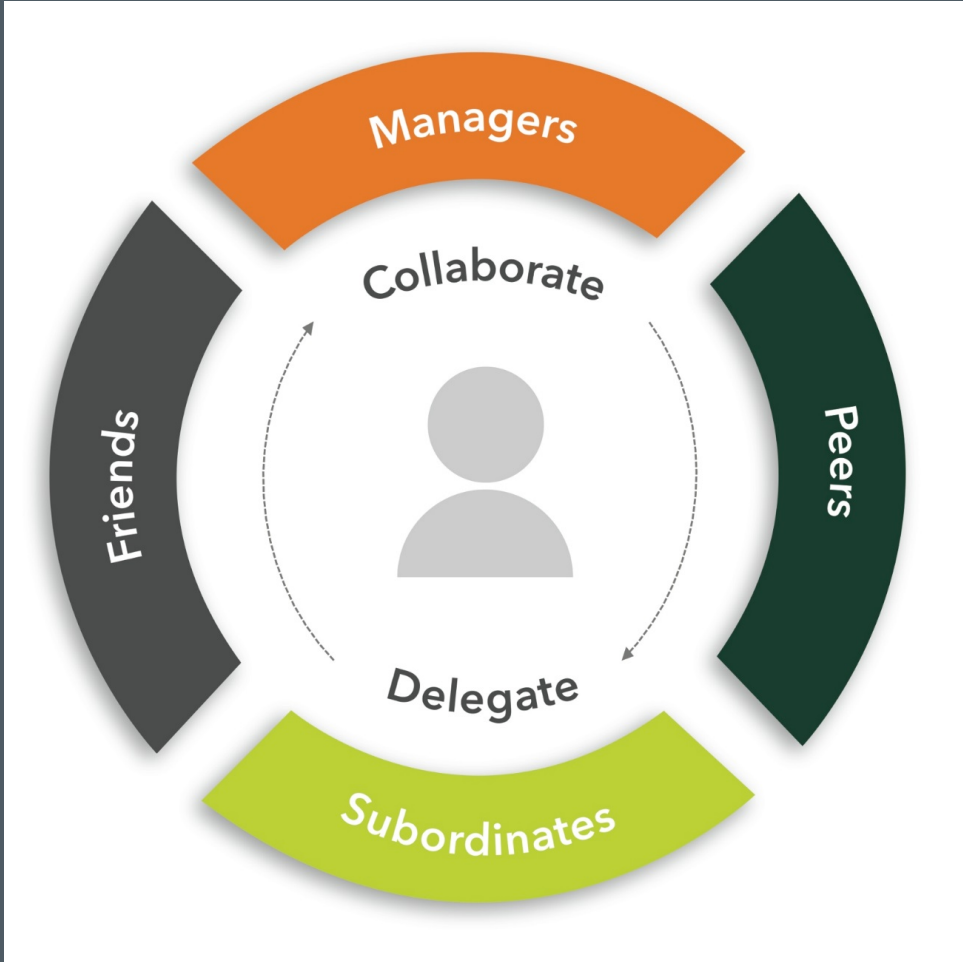 Managers
Collaborate
Friends
Peers
Delegate
Subordinates